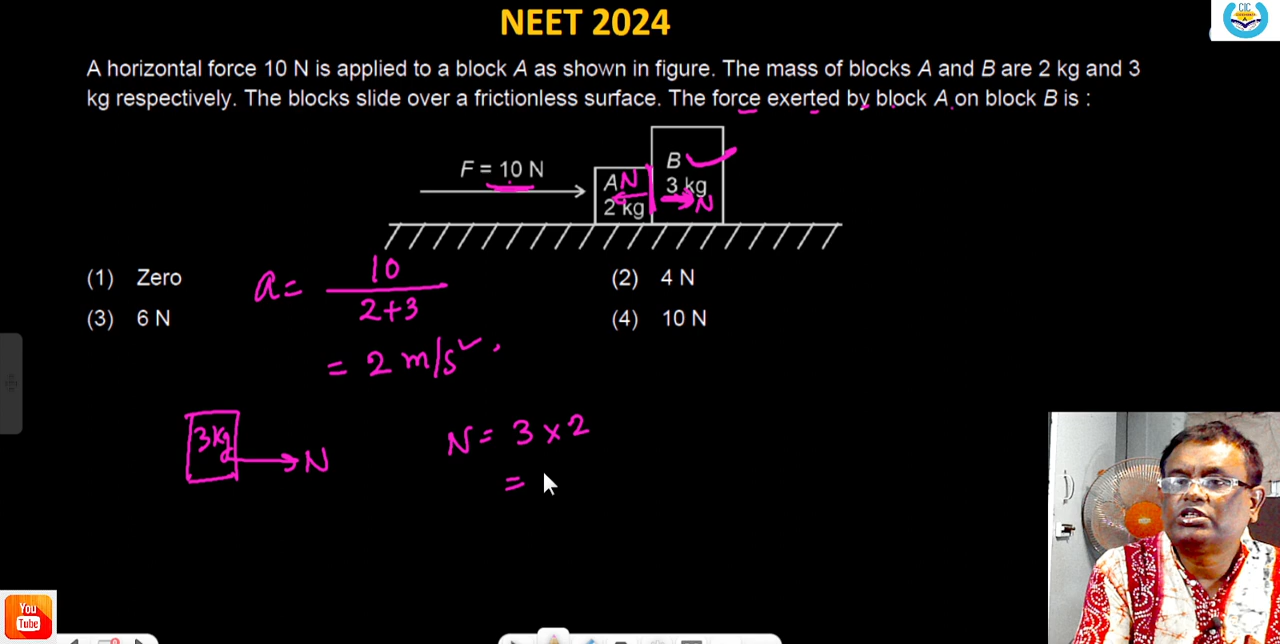 CIC
NEET 2024
A horizontal force 10 N is applied to a block A as shown in figure. The mass of blocks A and B are 2 kg and 3
kg respectively. The blocks slide over a frictionless surface. The force exerted by block A on block B is :
F = 10 N
B
A N
3 kg
2 kg
N
(1) Zero
(2) 4 N
(3) 6 N
(4) 10 N
a = 10
2+3
= 2 m/s².
3kg
N
N = 3 × 2
=
You
Tube